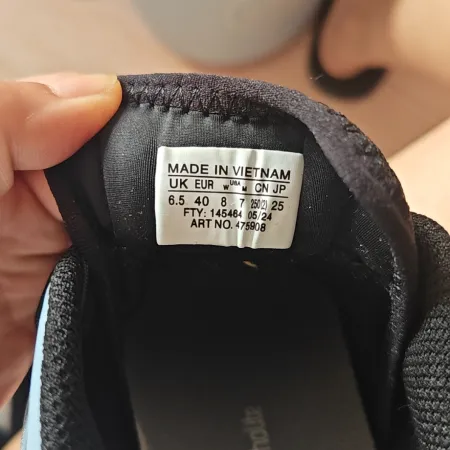 MADE IN VIETNAM
UK EUR W USA M CN JP
6.5 40 8 7 250(2) 25
FTY: 145464 05/24
ART NO. 475908